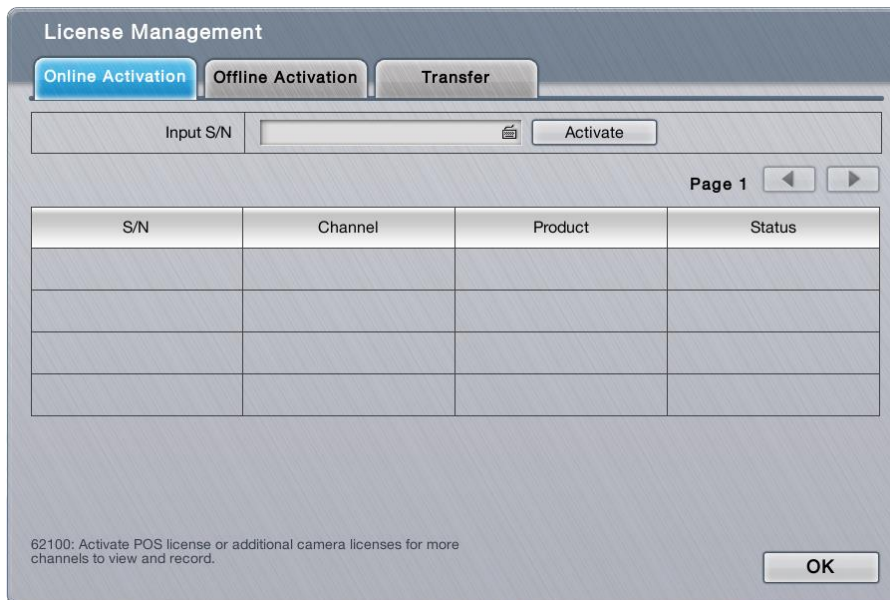 License Management
Online Activation Offline Activation Transfer
Input S/N Activate
Page 1
S/N Channel Product Status
62100: Activate POS license or additional camera licenses for more
channels to view and record.
OK